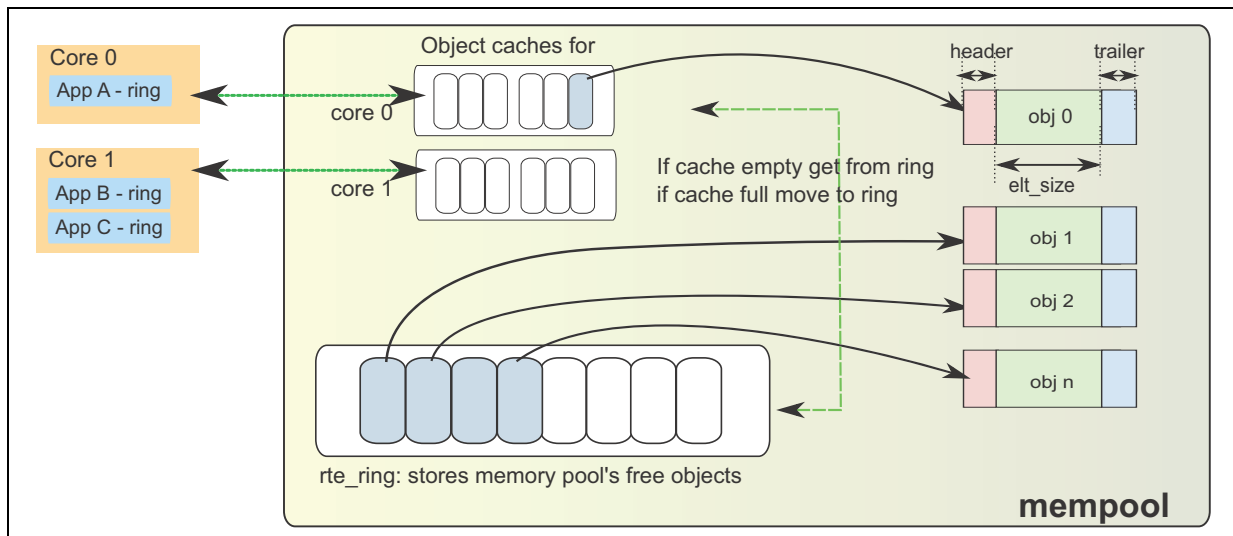 Core 0
App A - ring
Core 1
App B - ring
App C - ring
Object caches for
core 0
core 1
If cache empty get from ring
if cache full move to ring
header
trailer
obj 0
elt_size
obj 1
obj 2
obj n
rte_ring: stores memory pool's free objects
mempool